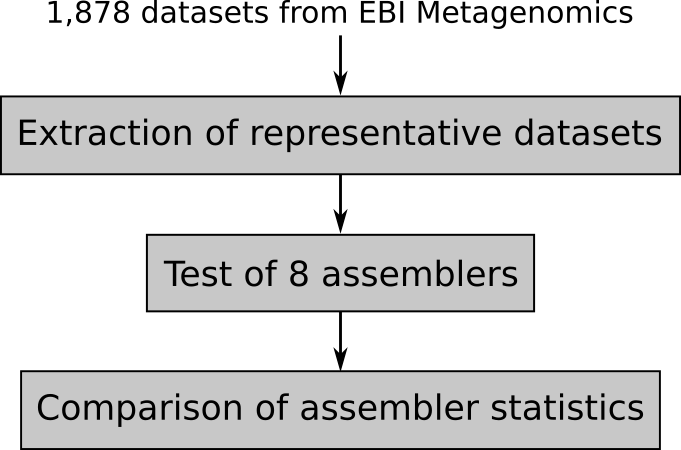 1,878 datasets from EBI Metagenomics
Extraction of representative datasets
Test of 8 assemblers
Comparison of assembler statistics